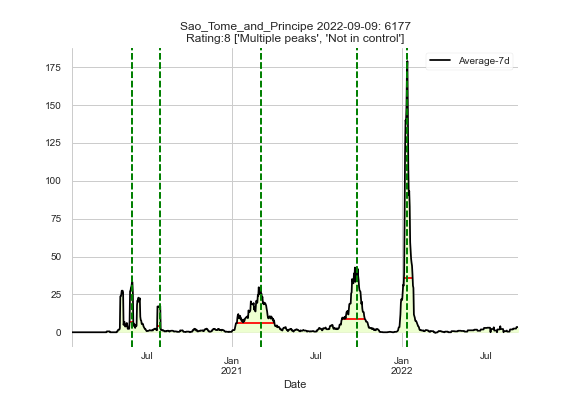 Sao_Tome_and_Principe 2022-09-09: 6177
Rating:8 ['Multiple peaks', 'Not in control']
Average-7d
175
150
125
100
75
50
25
0
Jul
Jan
2021
Jul
Jan
2022
Jul
Date